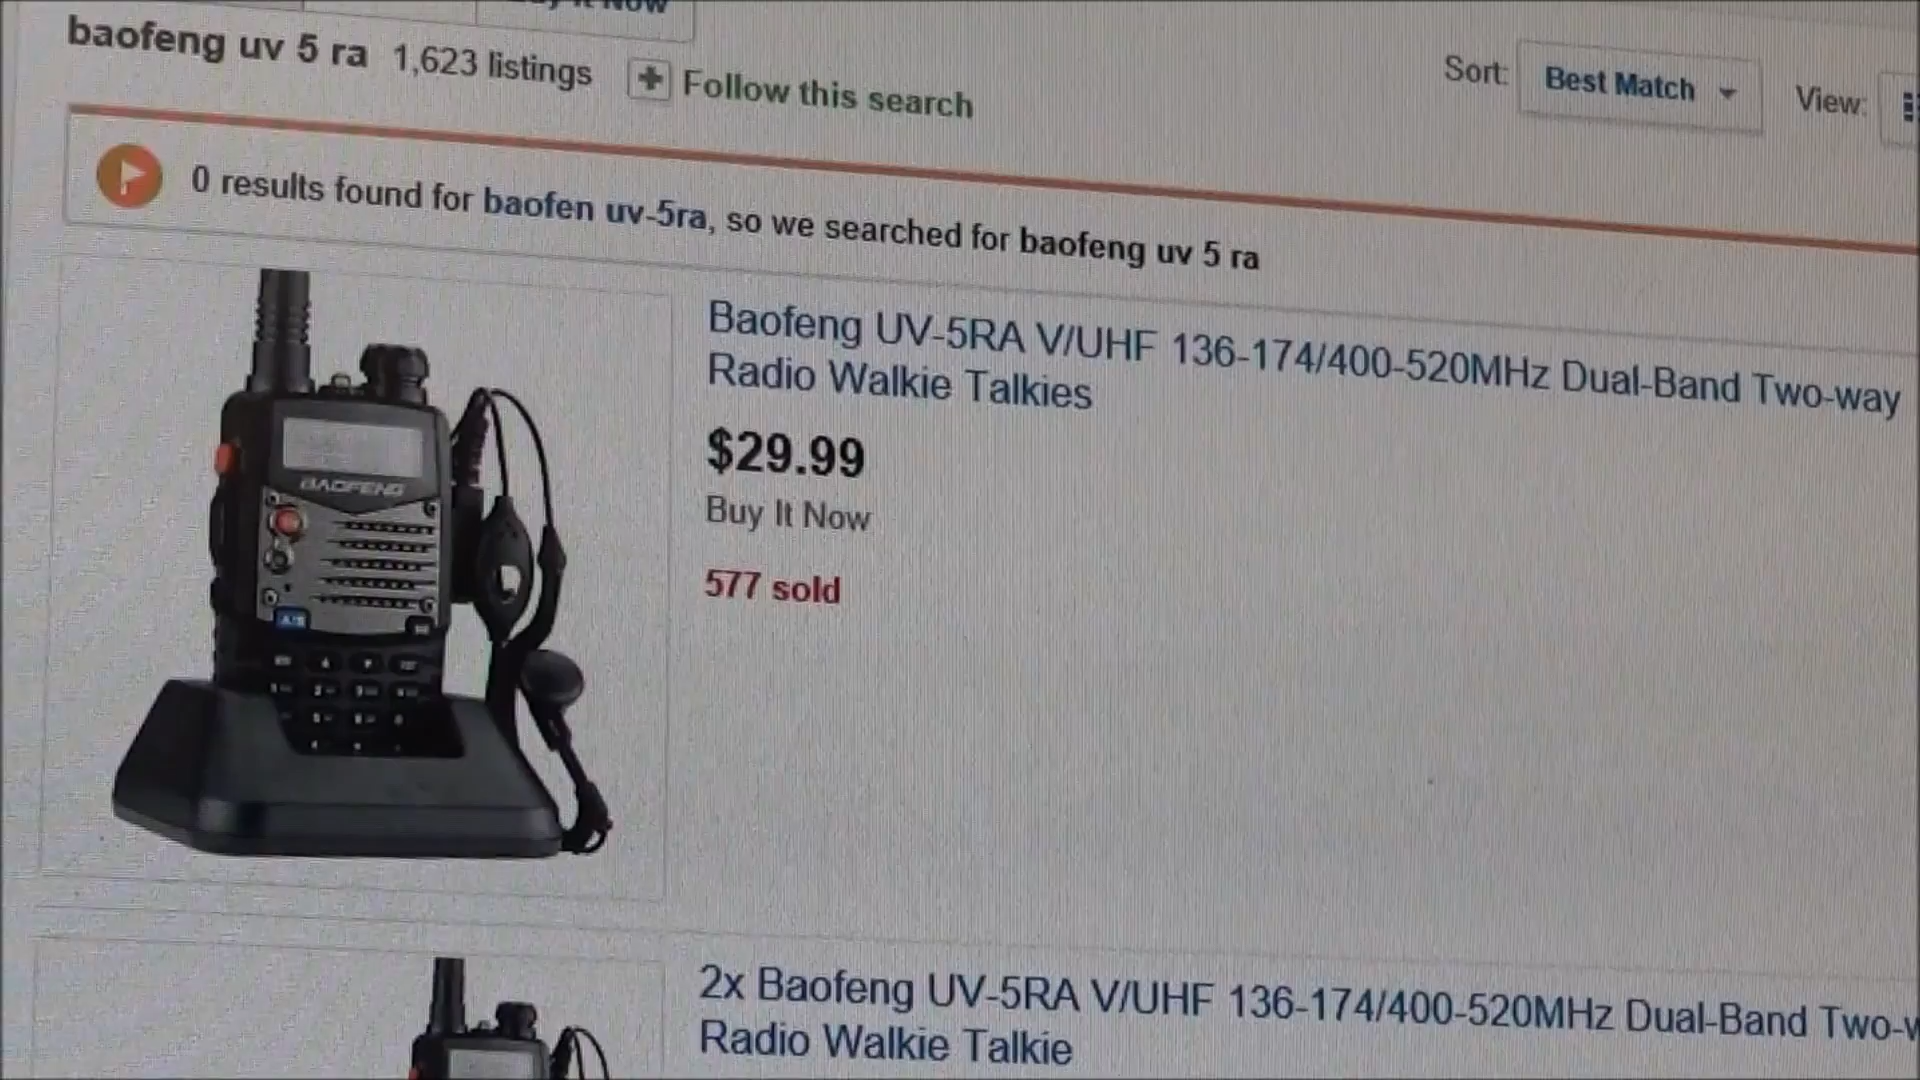 It Now
baofeng uv 5 ra 1,623 listings
Follow this search
Sort: Best Match
View:
0 results found for baofen uv-5ra, so we searched for baofeng uv 5 ra
Baofeng UV-5RA V/UHF 136-174/400-520MHz Dual-Band Two-way
Radio Walkie Talkies
$29.99
Buy It Now
577 sold
BAOFENG
A/B
2x Baofeng UV-5RA V/UHF 136-174/400-520MHz Dual-Band
Radio Walkie Talkie